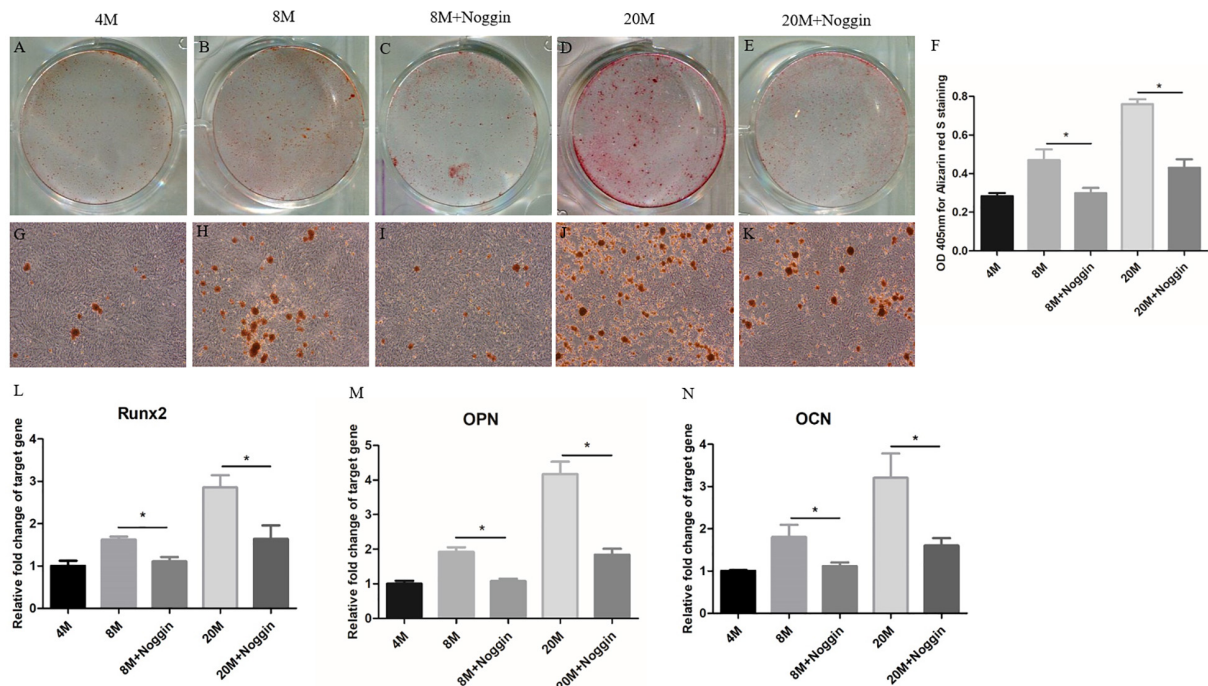 4M
8M
8M+Noggin
20M
20M+Noggin
A
B
C
D
E
F
OD 405nm for Alizarin red S staining
0.8
0.6
0.4
0.2
0.0
*
*
4M
8M
8M+Noggin
20M
20M+Noggin
G
H
I
J
K
L
Runx2
Relative fold change of target gene
4
3
2
1
0
*
*
4M
8M
8M+Noggin
20M
20M+Noggin
M
OPN
Relative fold change of target gene
5
4
3
2
1
0
*
*
4M
8M
8M+Noggin
20M
20M+Noggin
N
OCN
Relative fold change of target gene
4
3
2
1
0
*
*
4M
8M
8M+Noggin
20M
20M+Noggin